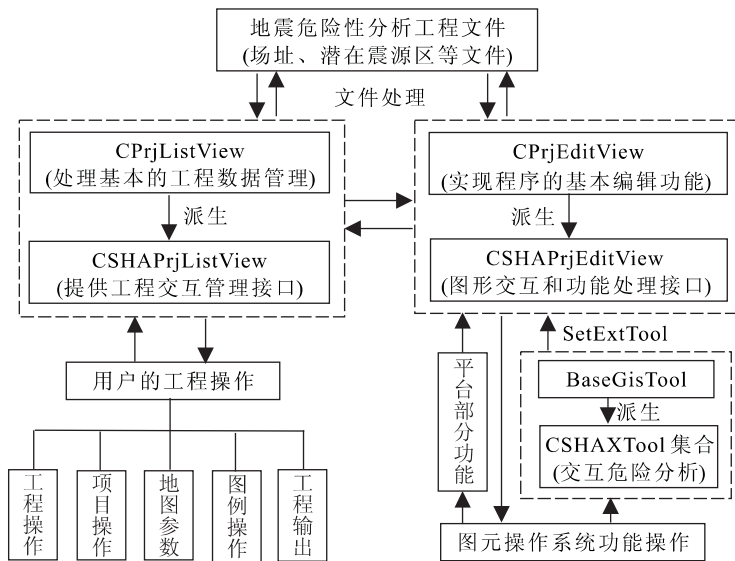 地震危险性分析工程文件
(场址、潜在震源区等文件)
文件处理
CPrjListView
(处理基本的工程数据管理)
派生
CSHAPrjListView
(提供工程交互管理接口)
CPrjEditView
(实现程序的基本编辑功能)
派生
CSHAPrjEditView
(图形交互和功能处理接口)
SetExtTool
用户的工程操作
平台部分功能
BaseGisTool
派生
CSHAXTool 集合
(交互危险分析)
工程操作
项目操作
地图参数
图例操作
工程输出
图元操作系统功能操作